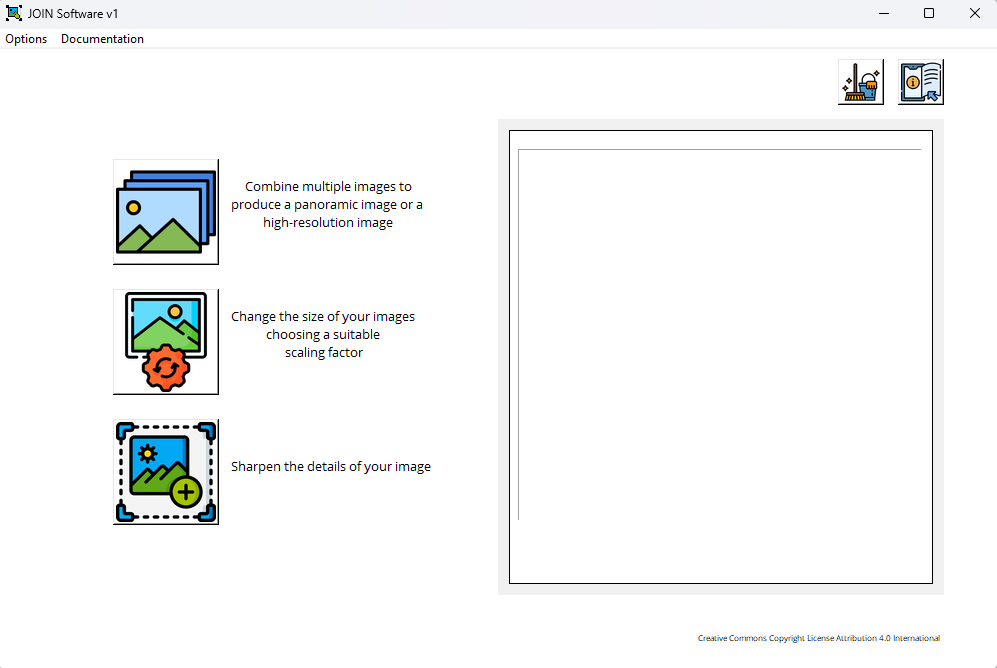 JOIN Software v1
Options Documentation
Combine multiple images to
produce a panoramic image or a
high-resolution image
Change the size of your images
choosing a suitable
scaling factor
Sharpen the details of your image
Creative Commons Copyright License Attribution 4.0 International